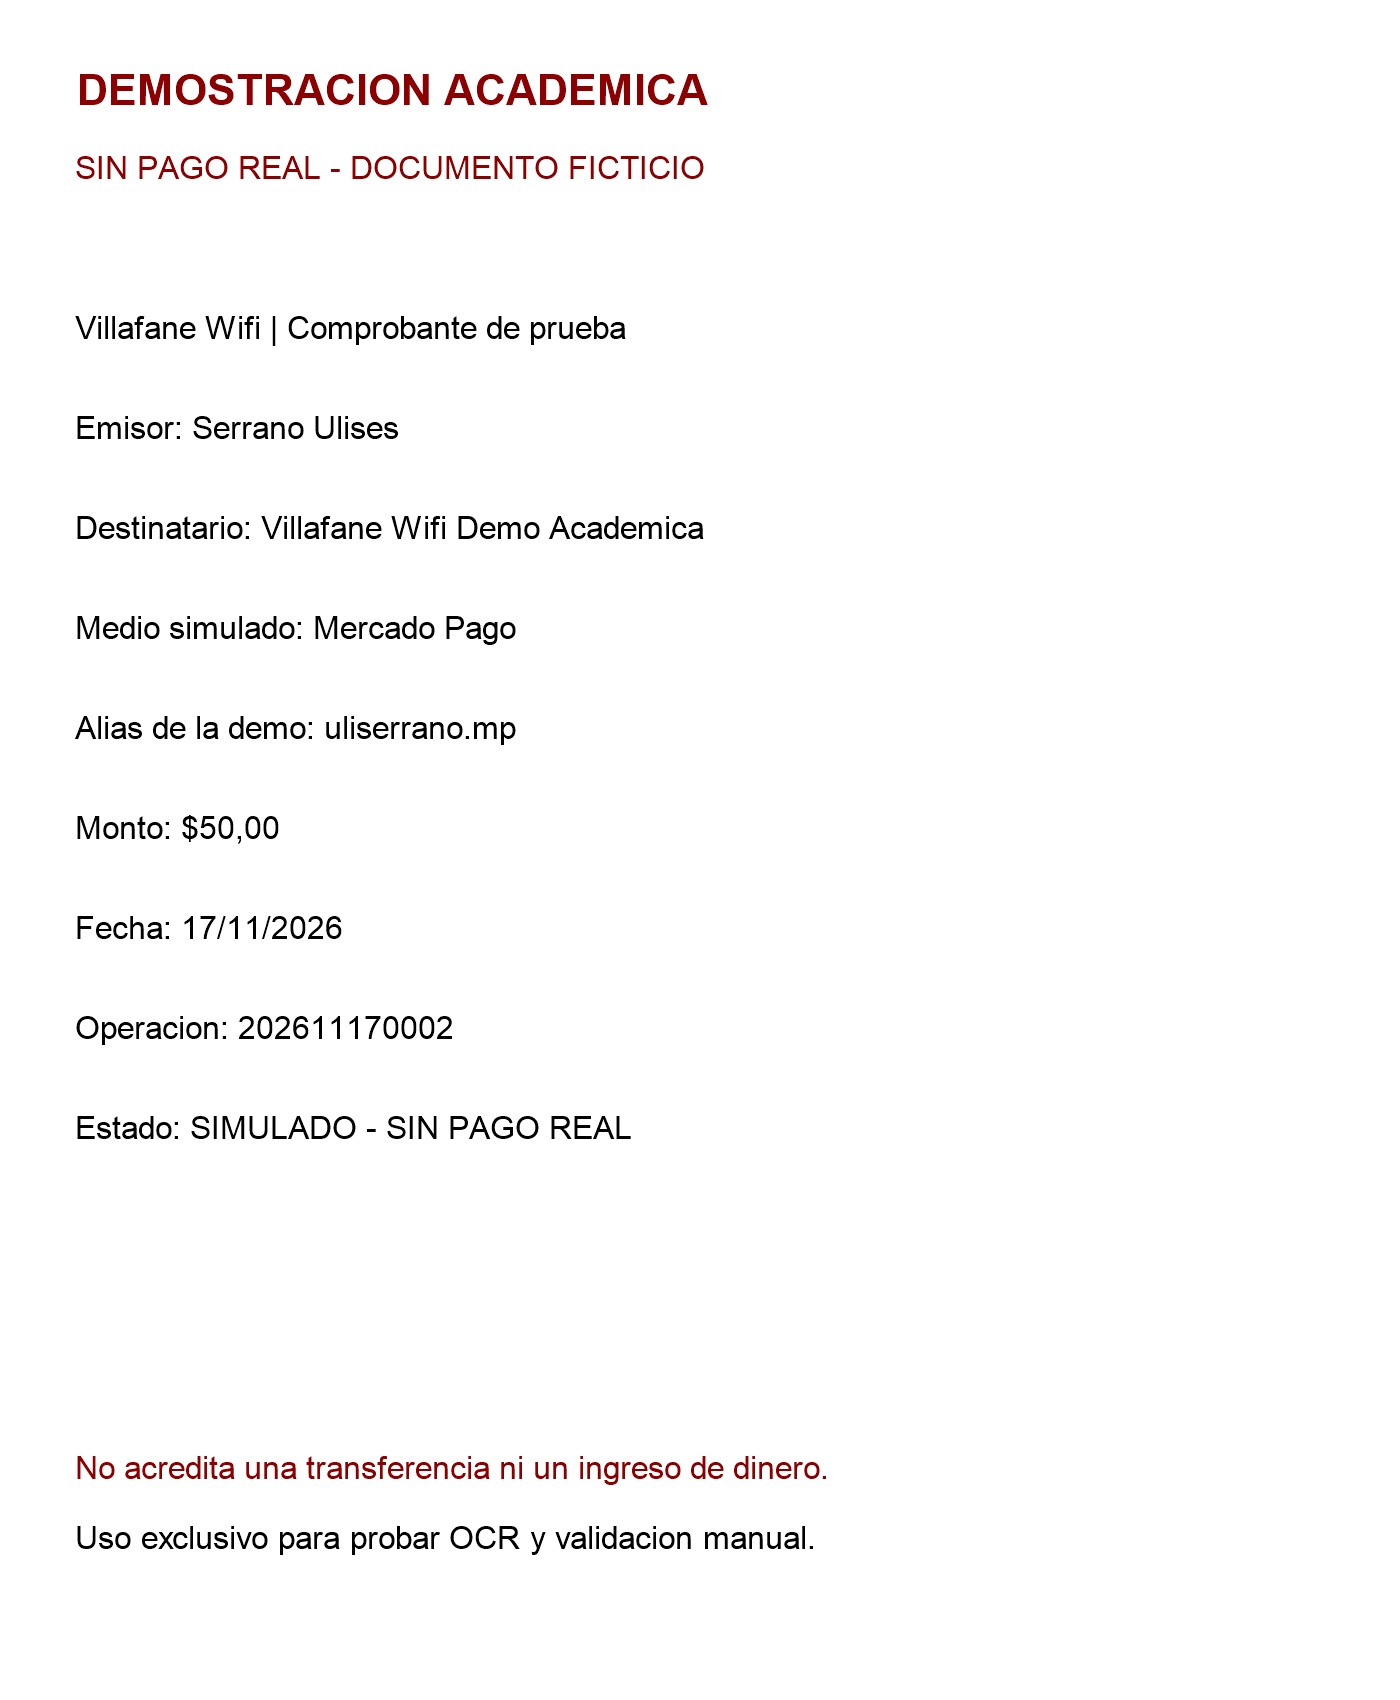 DEMOSTRACION ACADEMICA
SIN PAGO REAL - DOCUMENTO FICTICIO
Villafane Wifi | Comprobante de prueba
Emisor: Serrano Ulises
Destinatario: Villafane Wifi Demo Academica
Medio simulado: Mercado Pago
Alias de la demo: uliserrano.mp
Monto: $50,00
Fecha: 17/11/2026
Operacion: 202611170002
Estado: SIMULADO - SIN PAGO REAL
No acredita una transferencia ni un ingreso de dinero.
Uso exclusivo para probar OCR y validacion manual.